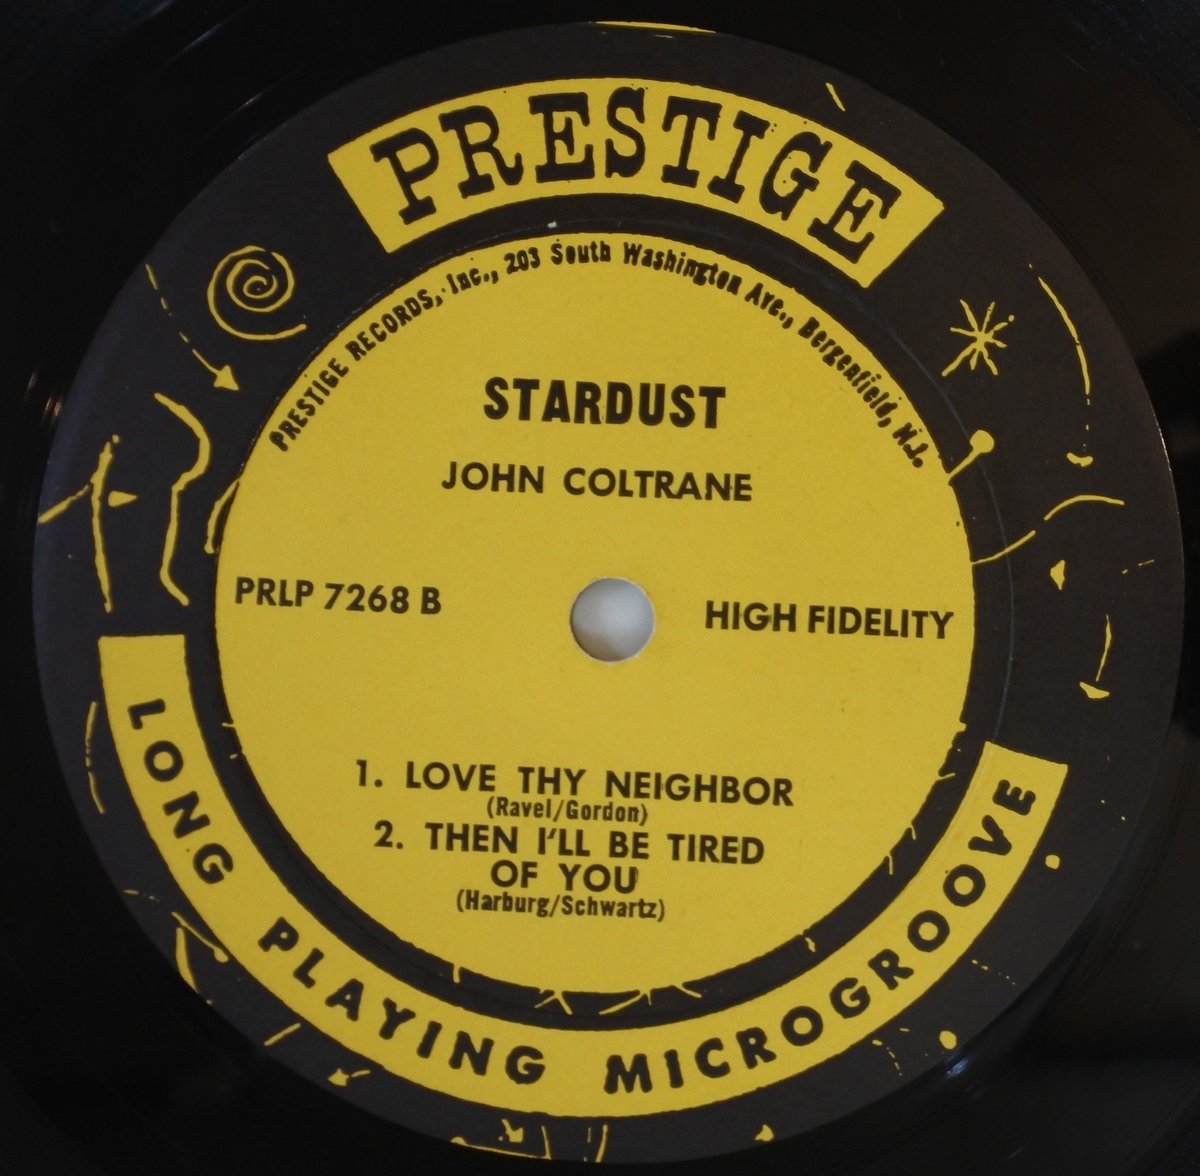 PRESTIGE
PRESTIGE RECORDS, Inc., 203 South Washington Ave., Bergenfield, N.J.
STARDUST
JOHN COLTRANE
PRLP 7268 B
HIGH FIDELITY
1. LOVE THY NEIGHBOR
(Ravel/Gordon)
2. THEN I'LL BE TIRED
OF YOU
(Harburg/Schwartz)
LONG PLAYING MICROGROOVE